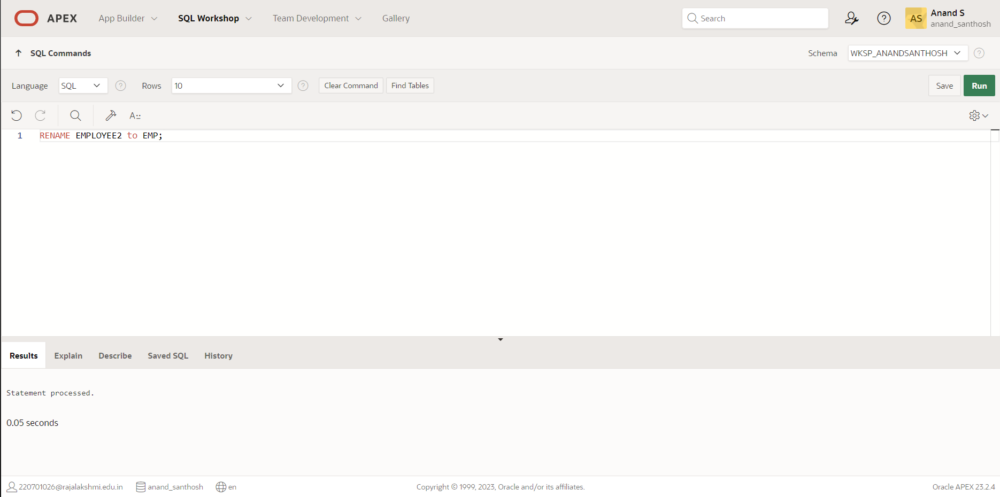 APEX App Builder SQL Workshop Team Development Gallery Search AS Anand S
anand_santhosh
SQL Commands Schema WKSP_ANANDSANTHOSH ?
Language SQL ? Rows 10 ? Clear Command Find Tables Save Run
A::
1 RENAME EMPLOYEE2 to EMP;
Results Explain Describe Saved SQL History
Statement processed.
0.05 seconds
220701026@rajalakshmi.edu.in anand_santhosh en Copyright © 1999, 2023, Oracle and/or its affiliates. Oracle APEX 23.2.4